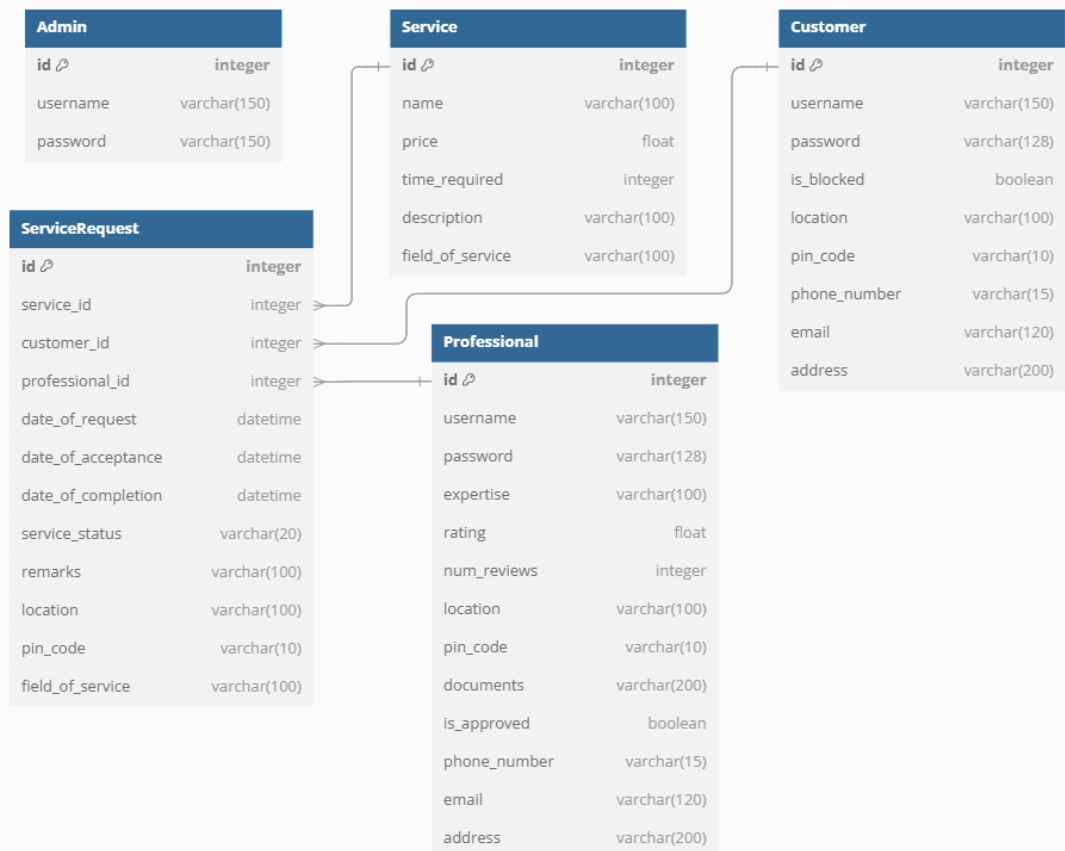 Admin
id integer
username varchar(150)
password varchar(150)
Service
id integer
name varchar(100)
price float
time_required integer
description varchar(100)
field_of_service varchar(100)
Customer
id integer
username varchar(150)
password varchar(128)
is_blocked boolean
location varchar(100)
pin_code varchar(10)
phone_number varchar(15)
email varchar(120)
address varchar(200)
ServiceRequest
id integer
service_id integer
customer_id integer
professional_id integer
date_of_request datetime
date_of_acceptance datetime
date_of_completion datetime
service_status varchar(20)
remarks varchar(100)
location varchar(100)
pin_code varchar(10)
field_of_service varchar(100)
Professional
id integer
username varchar(150)
password varchar(128)
expertise varchar(100)
rating float
num_reviews integer
location varchar(100)
pin_code varchar(10)
documents varchar(200)
is_approved boolean
phone_number varchar(15)
email varchar(120)
address varchar(200)